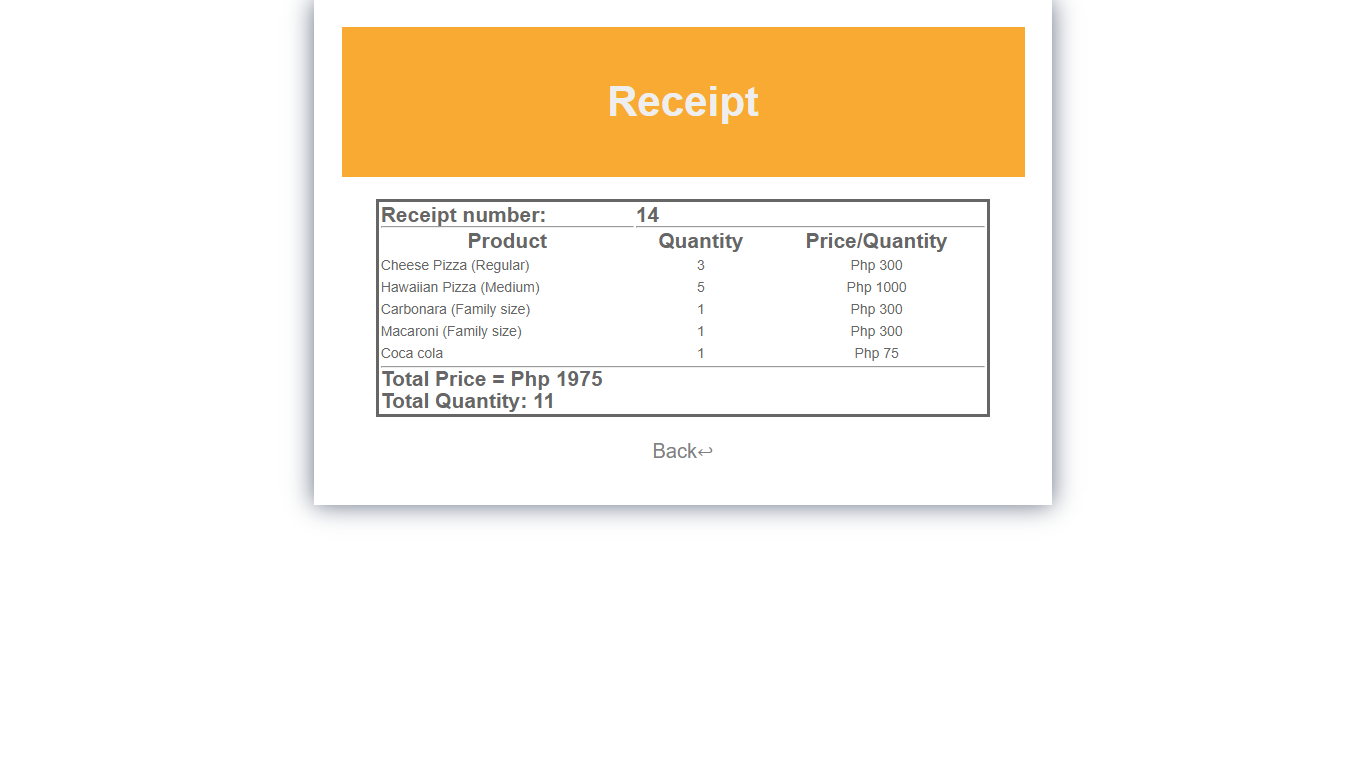 Receipt
Receipt number: 14
Product Quantity Price/Quantity
Cheese Pizza (Regular) 3 Php 300
Hawaiian Pizza (Medium) 5 Php 1000
Carbonara (Family size) 1 Php 300
Macaroni (Family size) 1 Php 300
Coca cola 1 Php 75
Total Price = Php 1975
Total Quantity: 11
Back↩